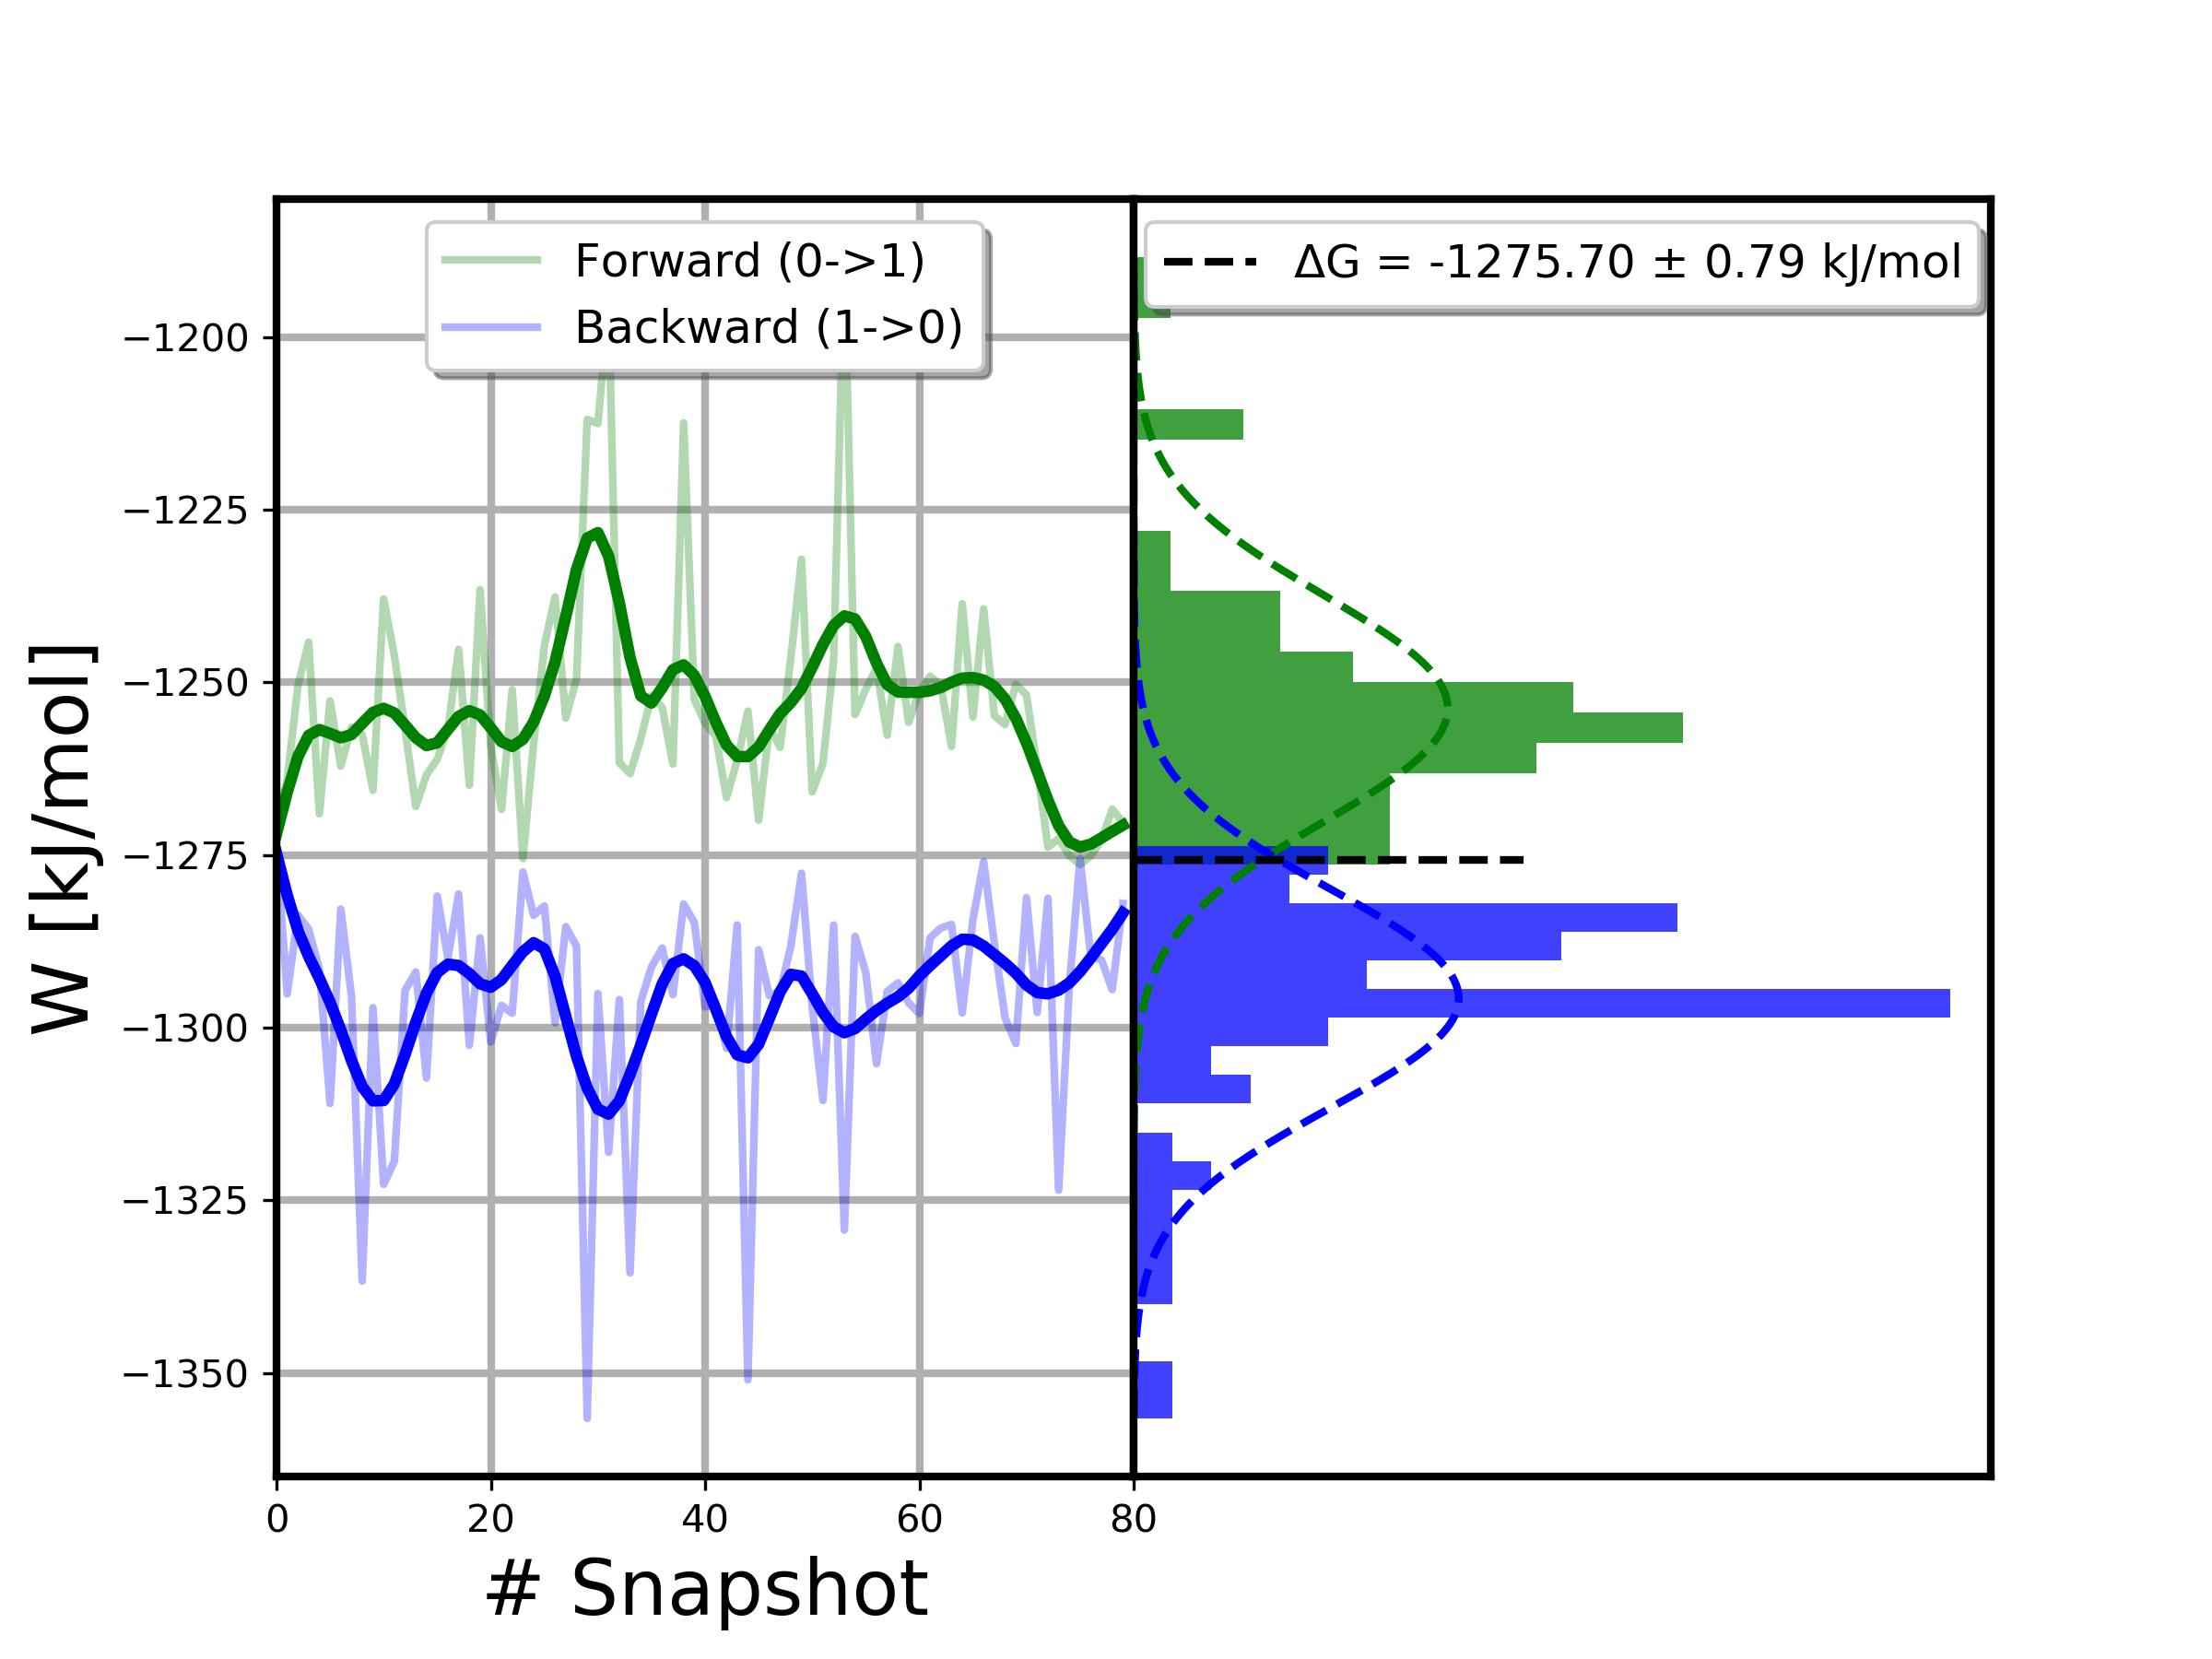 Forward (0->1)
Backward (1->0)
ΔG = -1275.70 ± 0.79 kJ/mol
W [kJ/mol]
−1200
−1225
−1250
−1275
−1300
−1325
−1350
0 20 40 60 80
# Snapshot